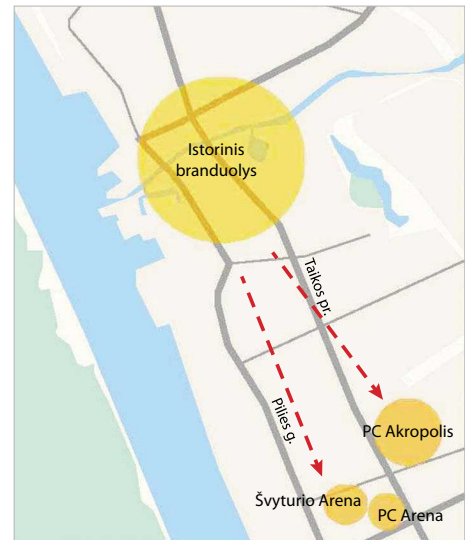 Istorinis
branduolys
Taikos pr.
Pilies g.
PC Akropolis
Švyturio Arena
PC Arena